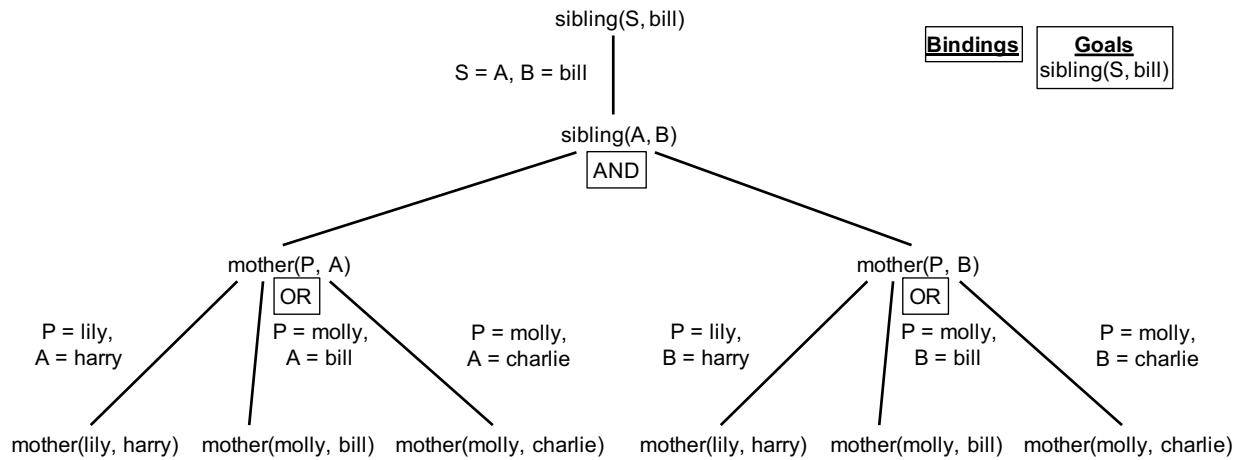 sibling(S, bill)
Bindings
Goals
sibling(S, bill)
S = A, B = bill
sibling(A, B)
AND
mother(P, A)
OR
mother(P, B)
OR
P = lily,
A = harry
P = molly,
A = bill
P = molly,
A = charlie
P = lily,
B = harry
P = molly,
B = bill
P = molly,
B = charlie
mother(lily, harry)
mother(molly, bill)
mother(molly, charlie)
mother(lily, harry)
mother(molly, bill)
mother(molly, charlie)